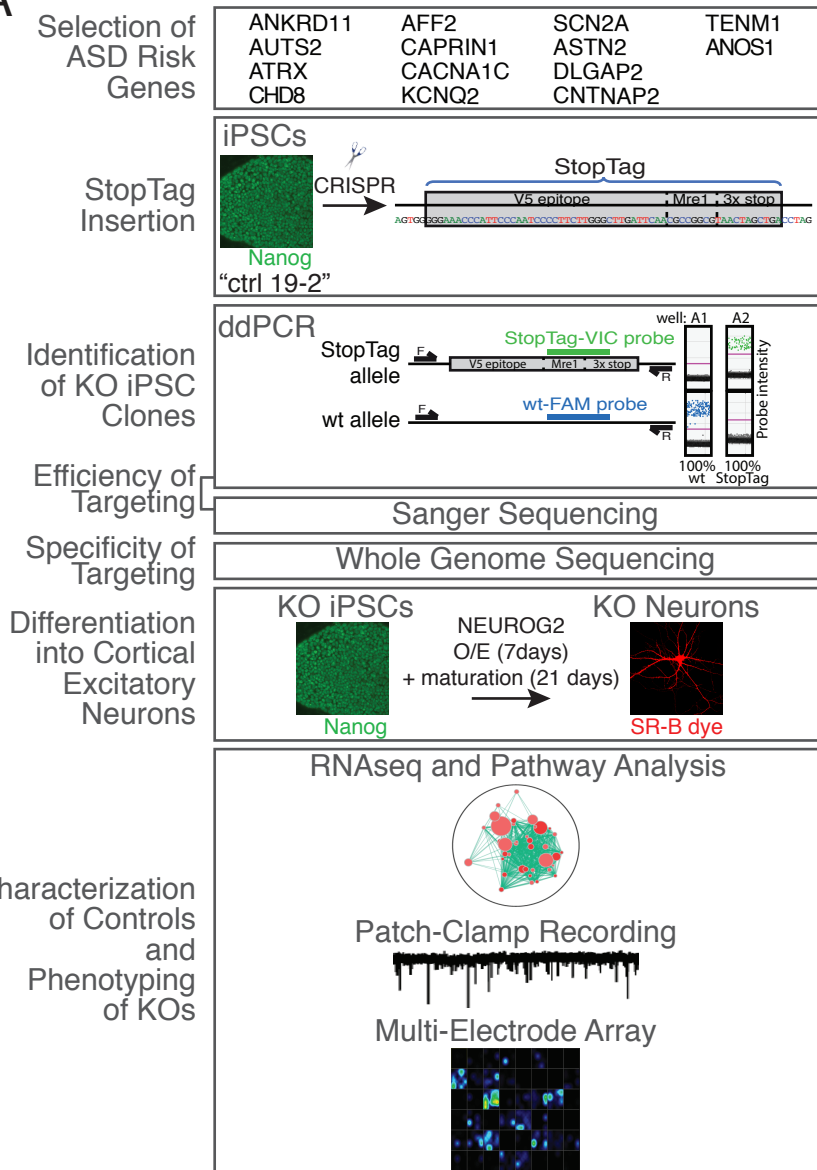 A
Selection of
ASD Risk
Genes
ANKRD11 AFF2 SCN2A TENM1
AUTS2 CAPRIN1 ASTN2 ANOS1
ATRX CACNA1C DLGAP2
CHD8 KCNQ2 CNTNAP2
StopTag
Insertion
iPSCs
CRISPR
StopTag
V5 epitope Mre1 3x stop
AGTGGGGGAAACCCATTCCCAATCCCCTTCTTGGGCTTGATTCAACGCCGGCGTAACTAGCTGACCTAG
Nanog
“ctrl 19-2”
Identification
of KO iPSC
Clones
ddPCR
well: A1 A2
StopTag-VIC probe
StopTag
allele
F
V5 epitope Mre1 3x stop
R
wt-FAM probe
wt allele
F
R
Probe intensity
100% 100%
wt StopTag
Efficiency of
Targeting
Sanger Sequencing
Specificity of
Targeting
Whole Genome Sequencing
Differentiation
into Cortical
Excitatory
Neurons
KO iPSCs
NEUROG2
O/E (7days)
+ maturation (21 days)
KO Neurons
Nanog
SR-B dye
haracterization
of Controls
and
Phenotyping
of KOs
RNAseq and Pathway Analysis
Patch-Clamp Recording
Multi-Electrode Array